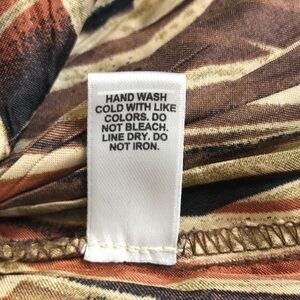 HAND WASH
COLD WITH LIKE
COLORS. DO
NOT BLEACH.
LINE DRY. DO
NOT IRON.